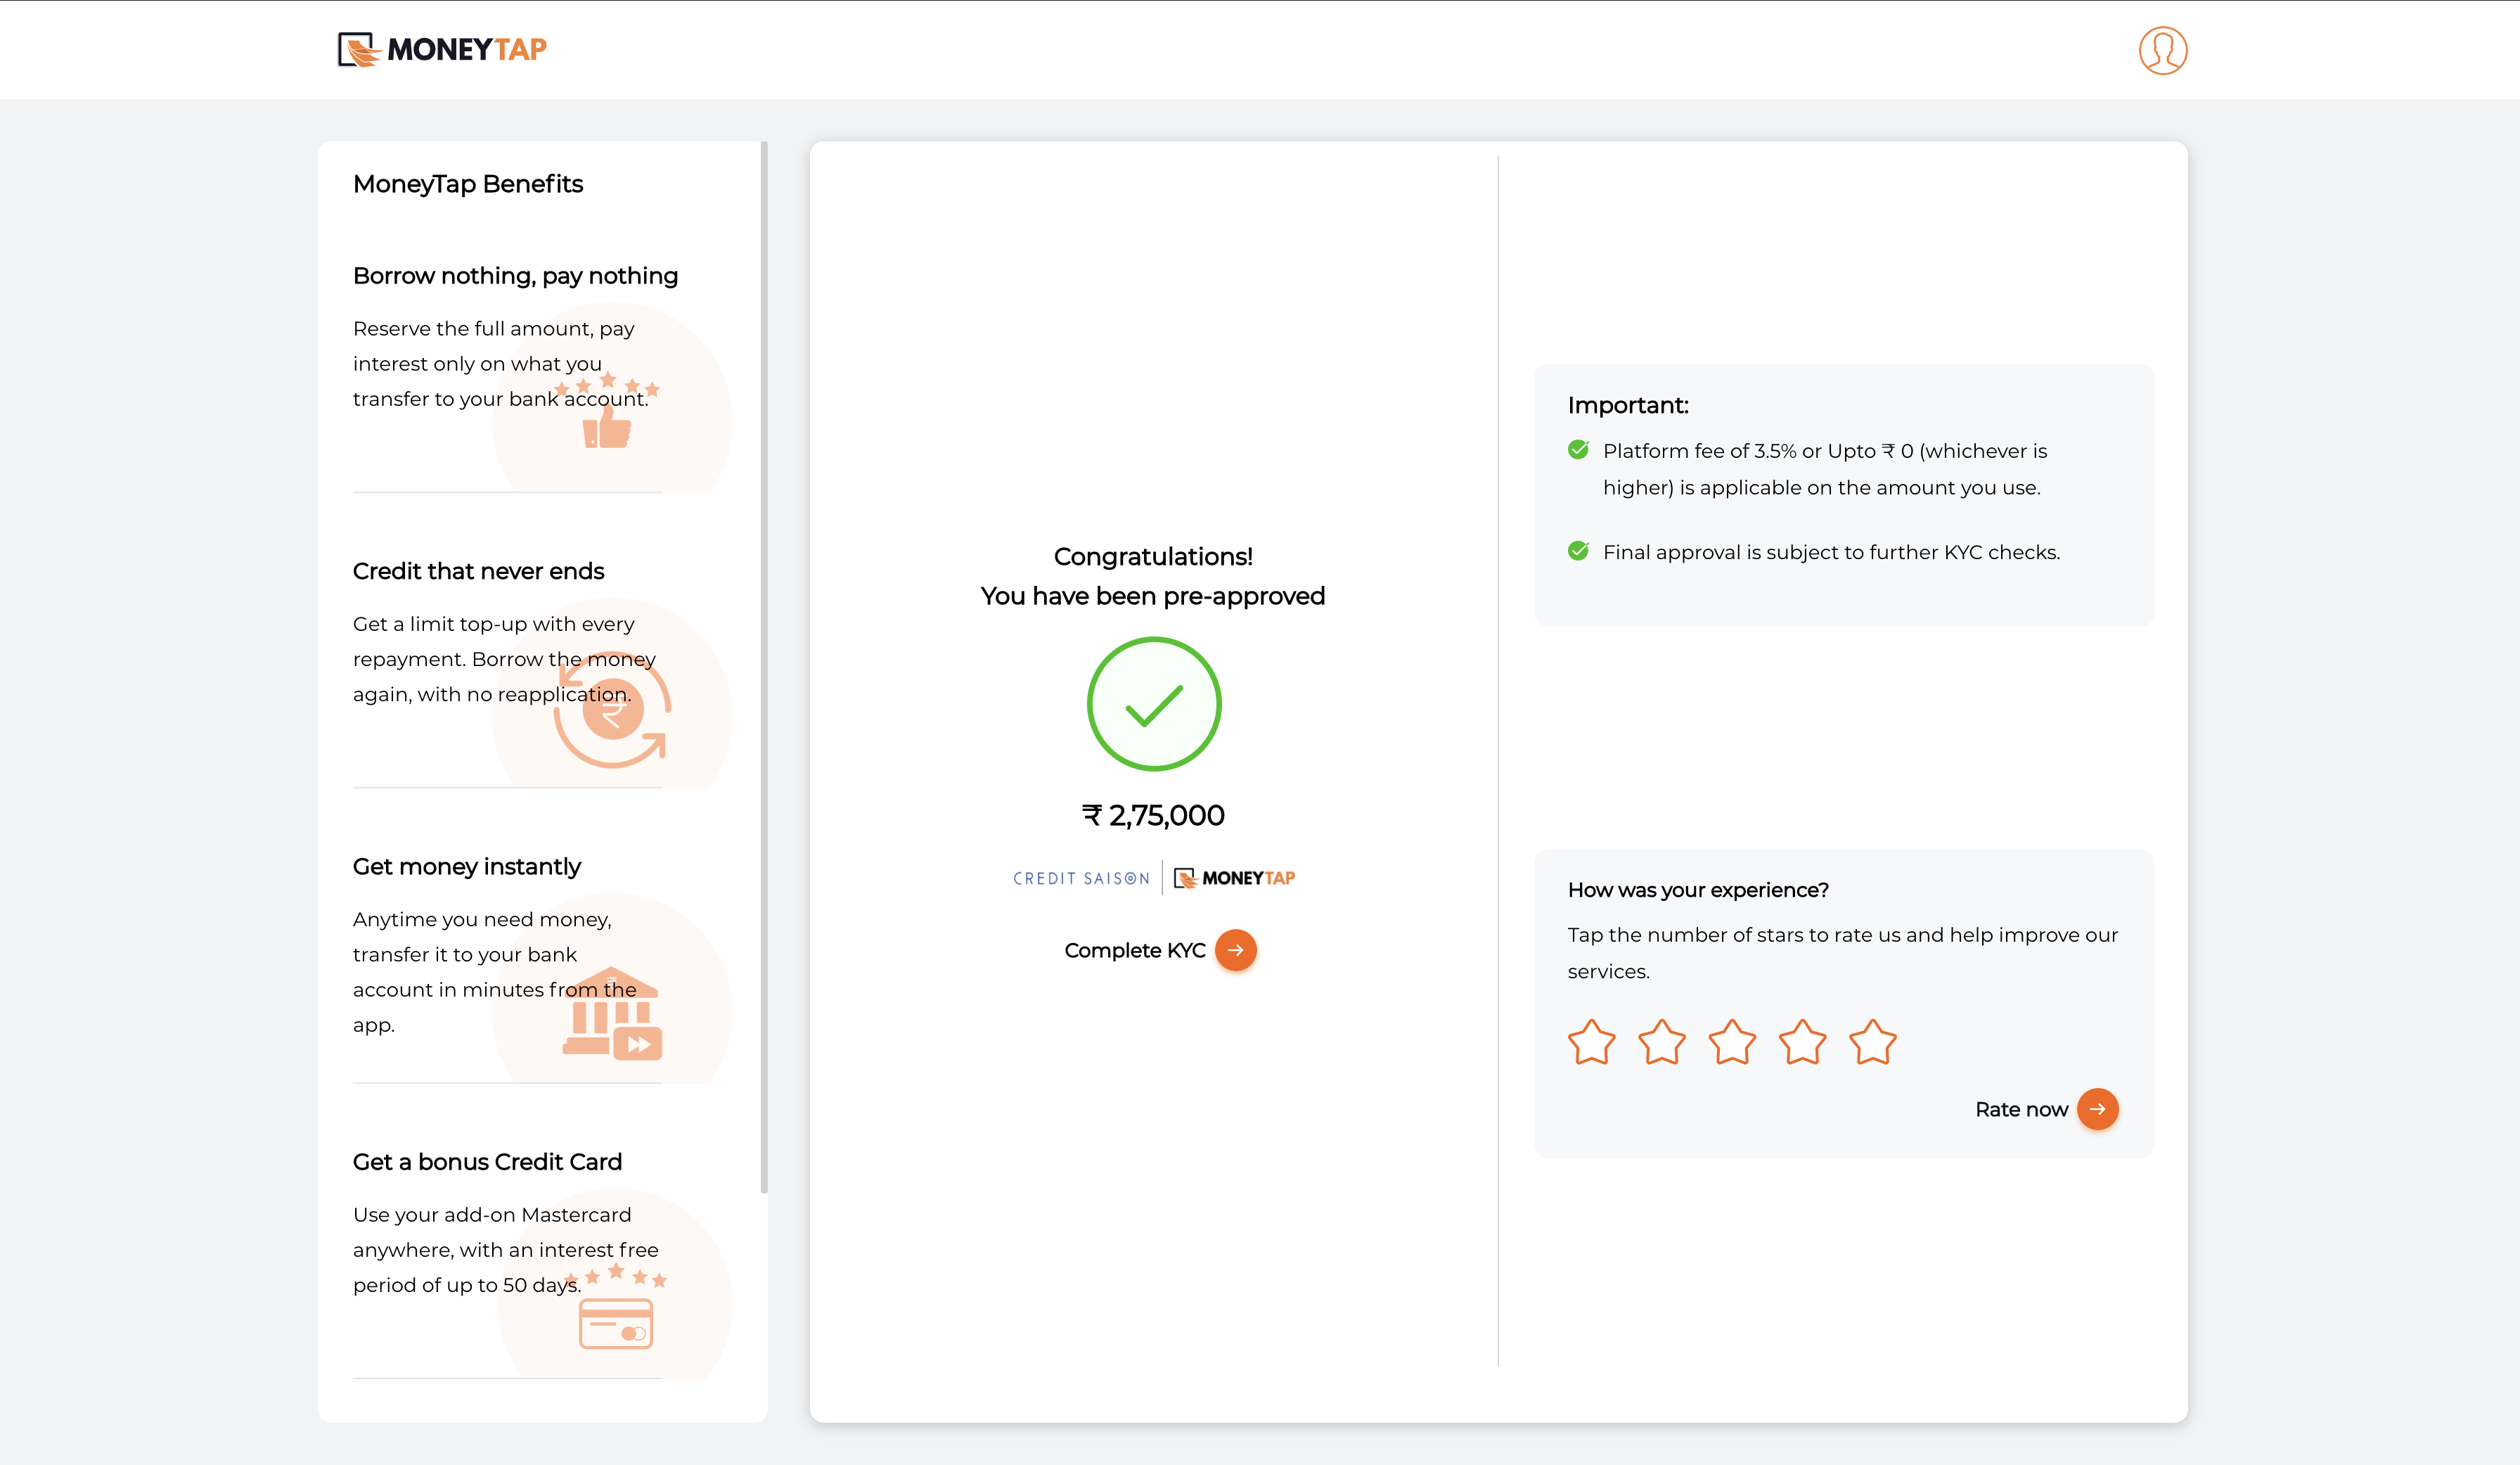 MONEYTAP
MoneyTap Benefits
Borrow nothing, pay nothing
Reserve the full amount, pay
interest only on what you
transfer to your bank account.
Credit that never ends
Get a limit top-up with every
repayment. Borrow the money
again, with no reapplication.
₹
Get money instantly
Anytime you need money,
transfer it to your bank
account in minutes from the
app.
Get a bonus Credit Card
Use your add-on Mastercard
anywhere, with an interest free
period of up to 50 days.
Congratulations!
You have been pre-approved
₹ 2,75,000
CREDIT SAISON | MONEYTAP
Complete KYC
Important:
Platform fee of 3.5% or Upto ₹ 0 (whichever is
higher) is applicable on the amount you use.
Final approval is subject to further KYC checks.
How was your experience?
Tap the number of stars to rate us and help improve our
services.
Rate now